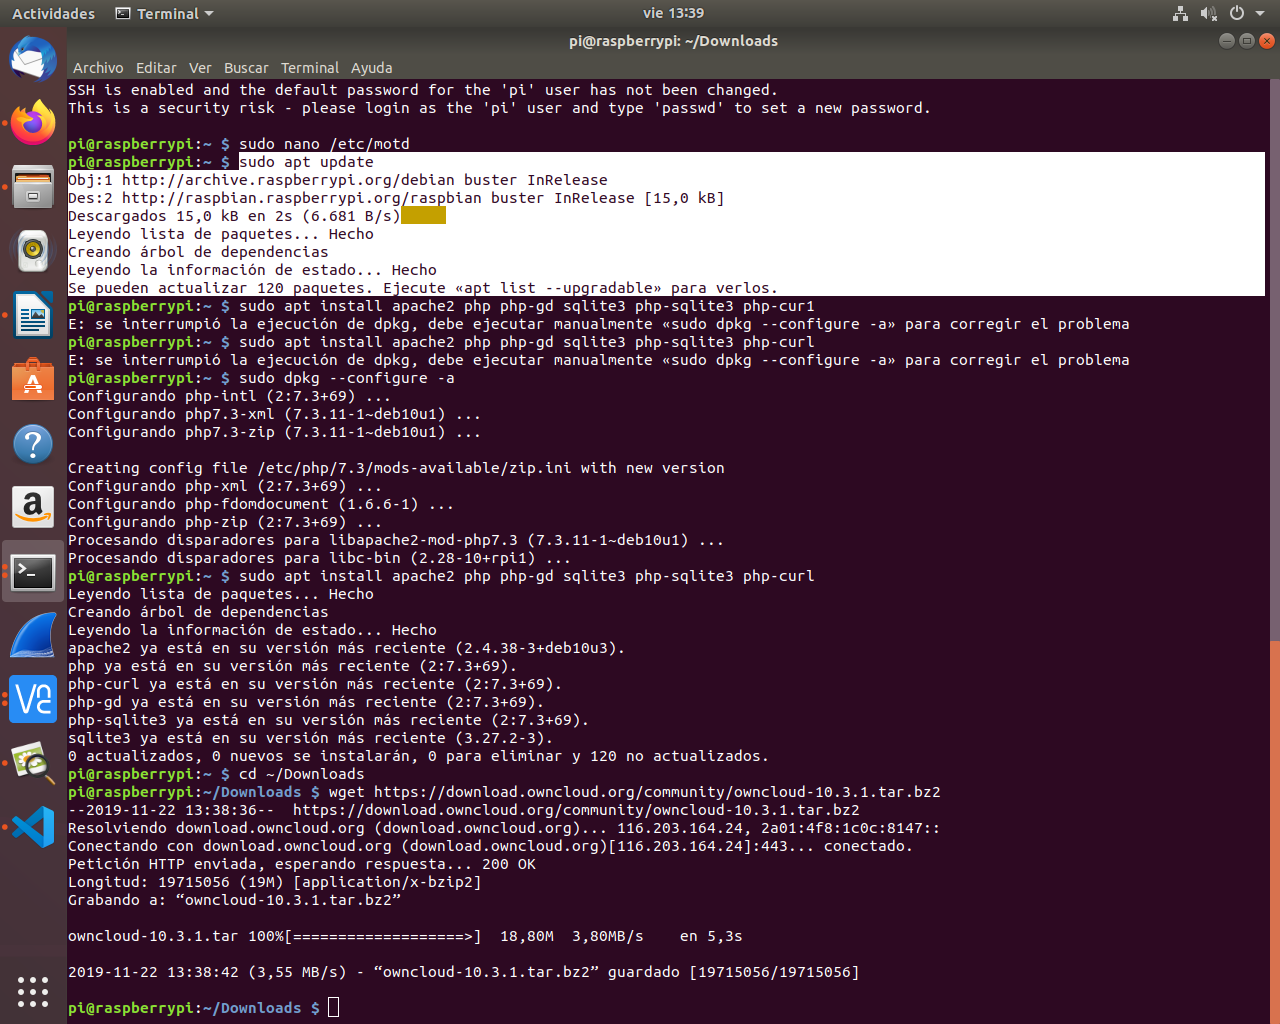 Actividades Terminal vie 13:39
pi@raspberrypi: ~/Downloads
Archivo Editar Ver Buscar Terminal Ayuda
SSH is enabled and the default password for the 'pi' user has not been changed.
This is a security risk - please login as the 'pi' user and type 'passwd' to set a new password.
pi@raspberrypi:~ $ sudo nano /etc/motd
pi@raspberrypi:~ $ sudo apt update
Obj:1 http://archive.raspberrypi.org/debian buster InRelease
Des:2 http://raspbian.raspberrypi.org/raspbian buster InRelease [15,0 kB]
Descargados 15,0 kB en 2s (6.681 B/s)
Leyendo lista de paquetes... Hecho
Creando árbol de dependencias
Leyendo la información de estado... Hecho
Se pueden actualizar 120 paquetes. Ejecute «apt list --upgradable» para verlos.
pi@raspberrypi:~ $ sudo apt install apache2 php php-gd sqlite3 php-sqlite3 php-cur1
E: se interrumpió la ejecución de dpkg, debe ejecutar manualmente «sudo dpkg --configure -a» para corregir el problema
pi@raspberrypi:~ $ sudo apt install apache2 php php-gd sqlite3 php-sqlite3 php-curl
E: se interrumpió la ejecución de dpkg, debe ejecutar manualmente «sudo dpkg --configure -a» para corregir el problema
pi@raspberrypi:~ $ sudo dpkg --configure -a
Configurando php-intl (2:7.3+69) ...
Configurando php7.3-xml (7.3.11-1~deb10u1) ...
Configurando php7.3-zip (7.3.11-1~deb10u1) ...
Creating config file /etc/php/7.3/mods-available/zip.ini with new version
Configurando php-xml (2:7.3+69) ...
Configurando php-fdomdocument (1.6.6-1) ...
Configurando php-zip (2:7.3+69) ...
Procesando disparadores para libapache2-mod-php7.3 (7.3.11-1~deb10u1) ...
Procesando disparadores para libc-bin (2.28-10+rpi1) ...
pi@raspberrypi:~ $ sudo apt install apache2 php php-gd sqlite3 php-sqlite3 php-curl
Leyendo lista de paquetes... Hecho
Creando árbol de dependencias
Leyendo la información de estado... Hecho
apache2 ya está en su versión más reciente (2.4.38-3+deb10u3).
php ya está en su versión más reciente (2:7.3+69).
php-curl ya está en su versión más reciente (2:7.3+69).
php-gd ya está en su versión más reciente (2:7.3+69).
php-sqlite3 ya está en su versión más reciente (2:7.3+69).
sqlite3 ya está en su versión más reciente (3.27.2-3).
0 actualizados, 0 nuevos se instalarán, 0 para eliminar y 120 no actualizados.
pi@raspberrypi:~ $ cd ~/Downloads
pi@raspberrypi:~/Downloads $ wget https://download.owncloud.org/community/owncloud-10.3.1.tar.bz2
--2019-11-22 13:38:36--  https://download.owncloud.org/community/owncloud-10.3.1.tar.bz2
Resolviendo download.owncloud.org (download.owncloud.org)... 116.203.164.24, 2a01:4f8:1c0c:8147::
Conectando con download.owncloud.org (download.owncloud.org)[116.203.164.24]:443... conectado.
Petición HTTP enviada, esperando respuesta... 200 OK
Longitud: 19715056 (19M) [application/x-bzip2]
Grabando a: “owncloud-10.3.1.tar.bz2”
owncloud-10.3.1.tar 100%[===================>]  18,80M  3,80MB/s    en 5,3s
2019-11-22 13:38:42 (3,55 MB/s) - “owncloud-10.3.1.tar.bz2” guardado [19715056/19715056]
pi@raspberrypi:~/Downloads $